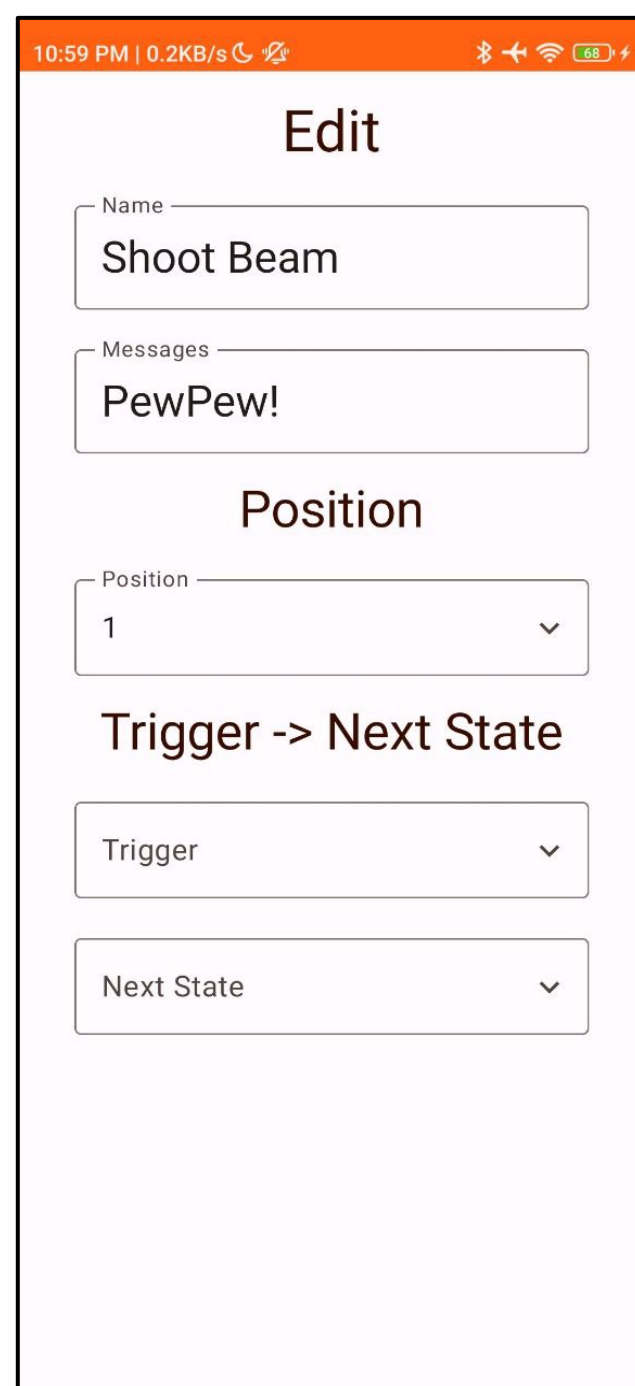 10:59 PM | 0.2KB/s 68
Edit
Name
Shoot Beam
Messages
PewPew!
Position
Position
1
Trigger -> Next State
Trigger
Next State